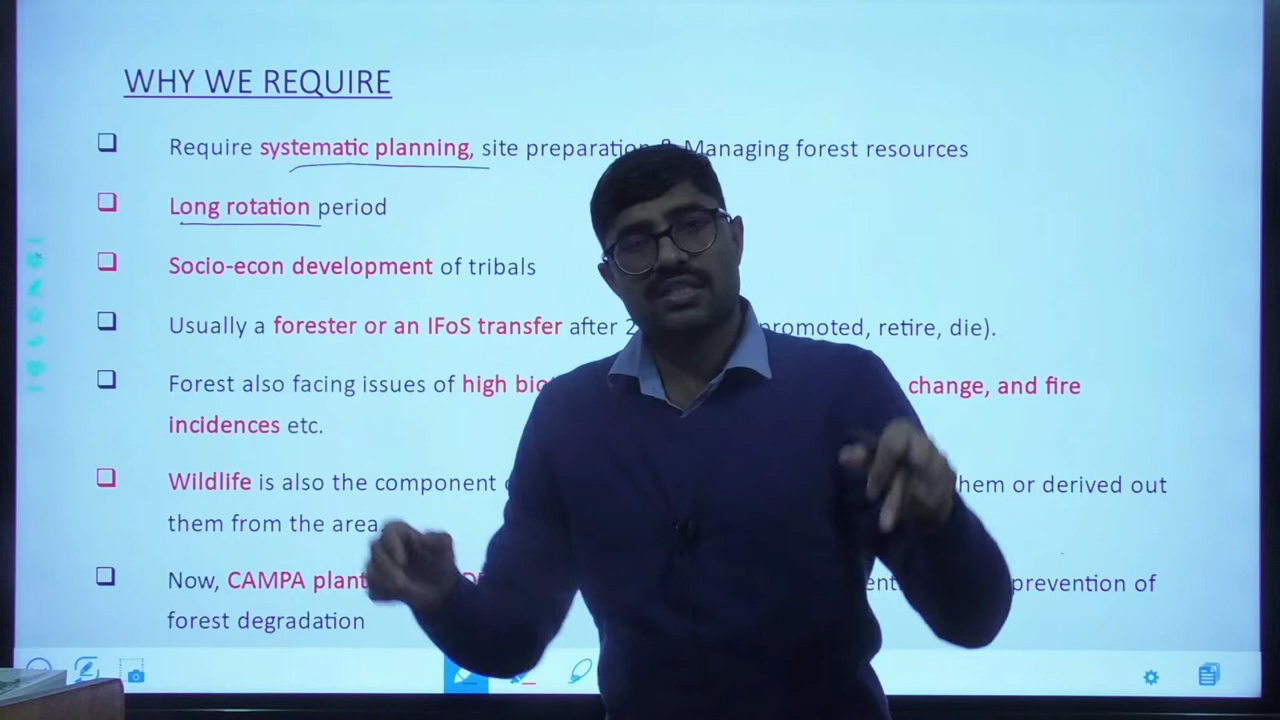 WHY WE REQUIRE
Require systematic planning, site preparation & Managing forest resources
Long rotation period
Socio-econ development of tribals
Usually a forester or an IFoS transfer after 2 promoted, retire, die).
Forest also facing issues of high change, and fire
incidences etc.
Wildlife is also the component hem or derived out
them from the area.
Now, CAMPA plant prevention of
forest degradation